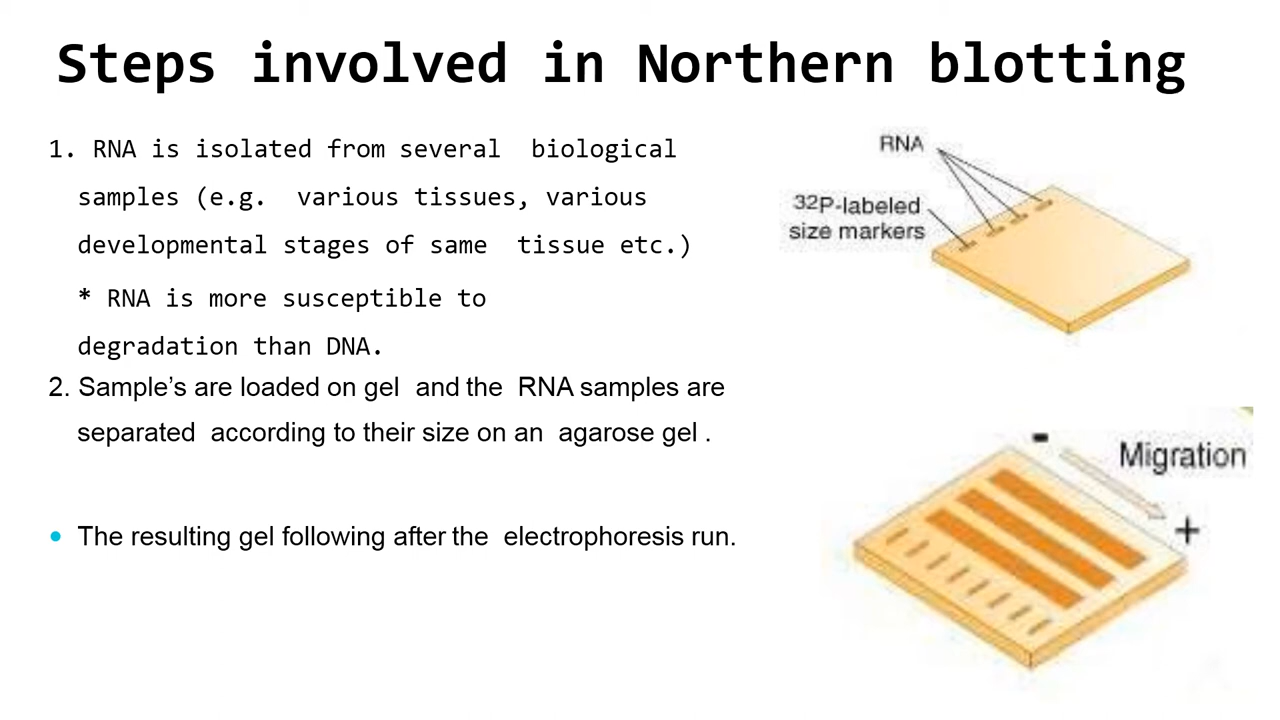 Steps involved in Northern blotting
1. RNA is isolated from several biological
samples (e.g. various tissues, various
developmental stages of same tissue etc.)
* RNA is more susceptible to
degradation than DNA.
2. Sample’s are loaded on gel and the RNA samples are
separated according to their size on an agarose gel .
• The resulting gel following after the electrophoresis run.
RNA
32P-labeled
size markers
- Migration
+